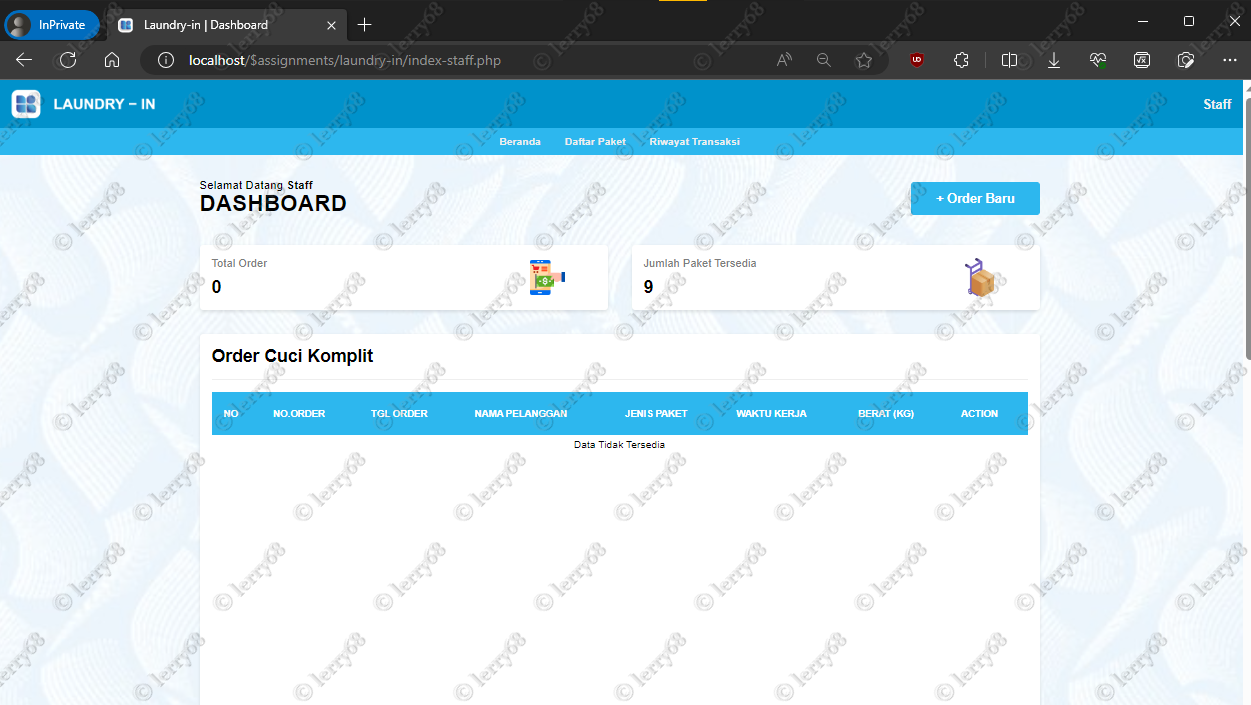 InPrivate
Laundry-in | Dashboard
localhost/$assignments/laundry-in/index-staff.php
LAUNDRY – IN
Staff
Beranda Daftar Paket Riwayat Transaksi
Selamat Datang Staff
DASHBOARD
+ Order Baru
Total Order
0
Jumlah Paket Tersedia
9
Order Cuci Komplit
NO NO.ORDER TGL ORDER NAMA PELANGGAN JENIS PAKET WAKTU KERJA BERAT (KG) ACTION
Data Tidak Tersedia
© lerry68